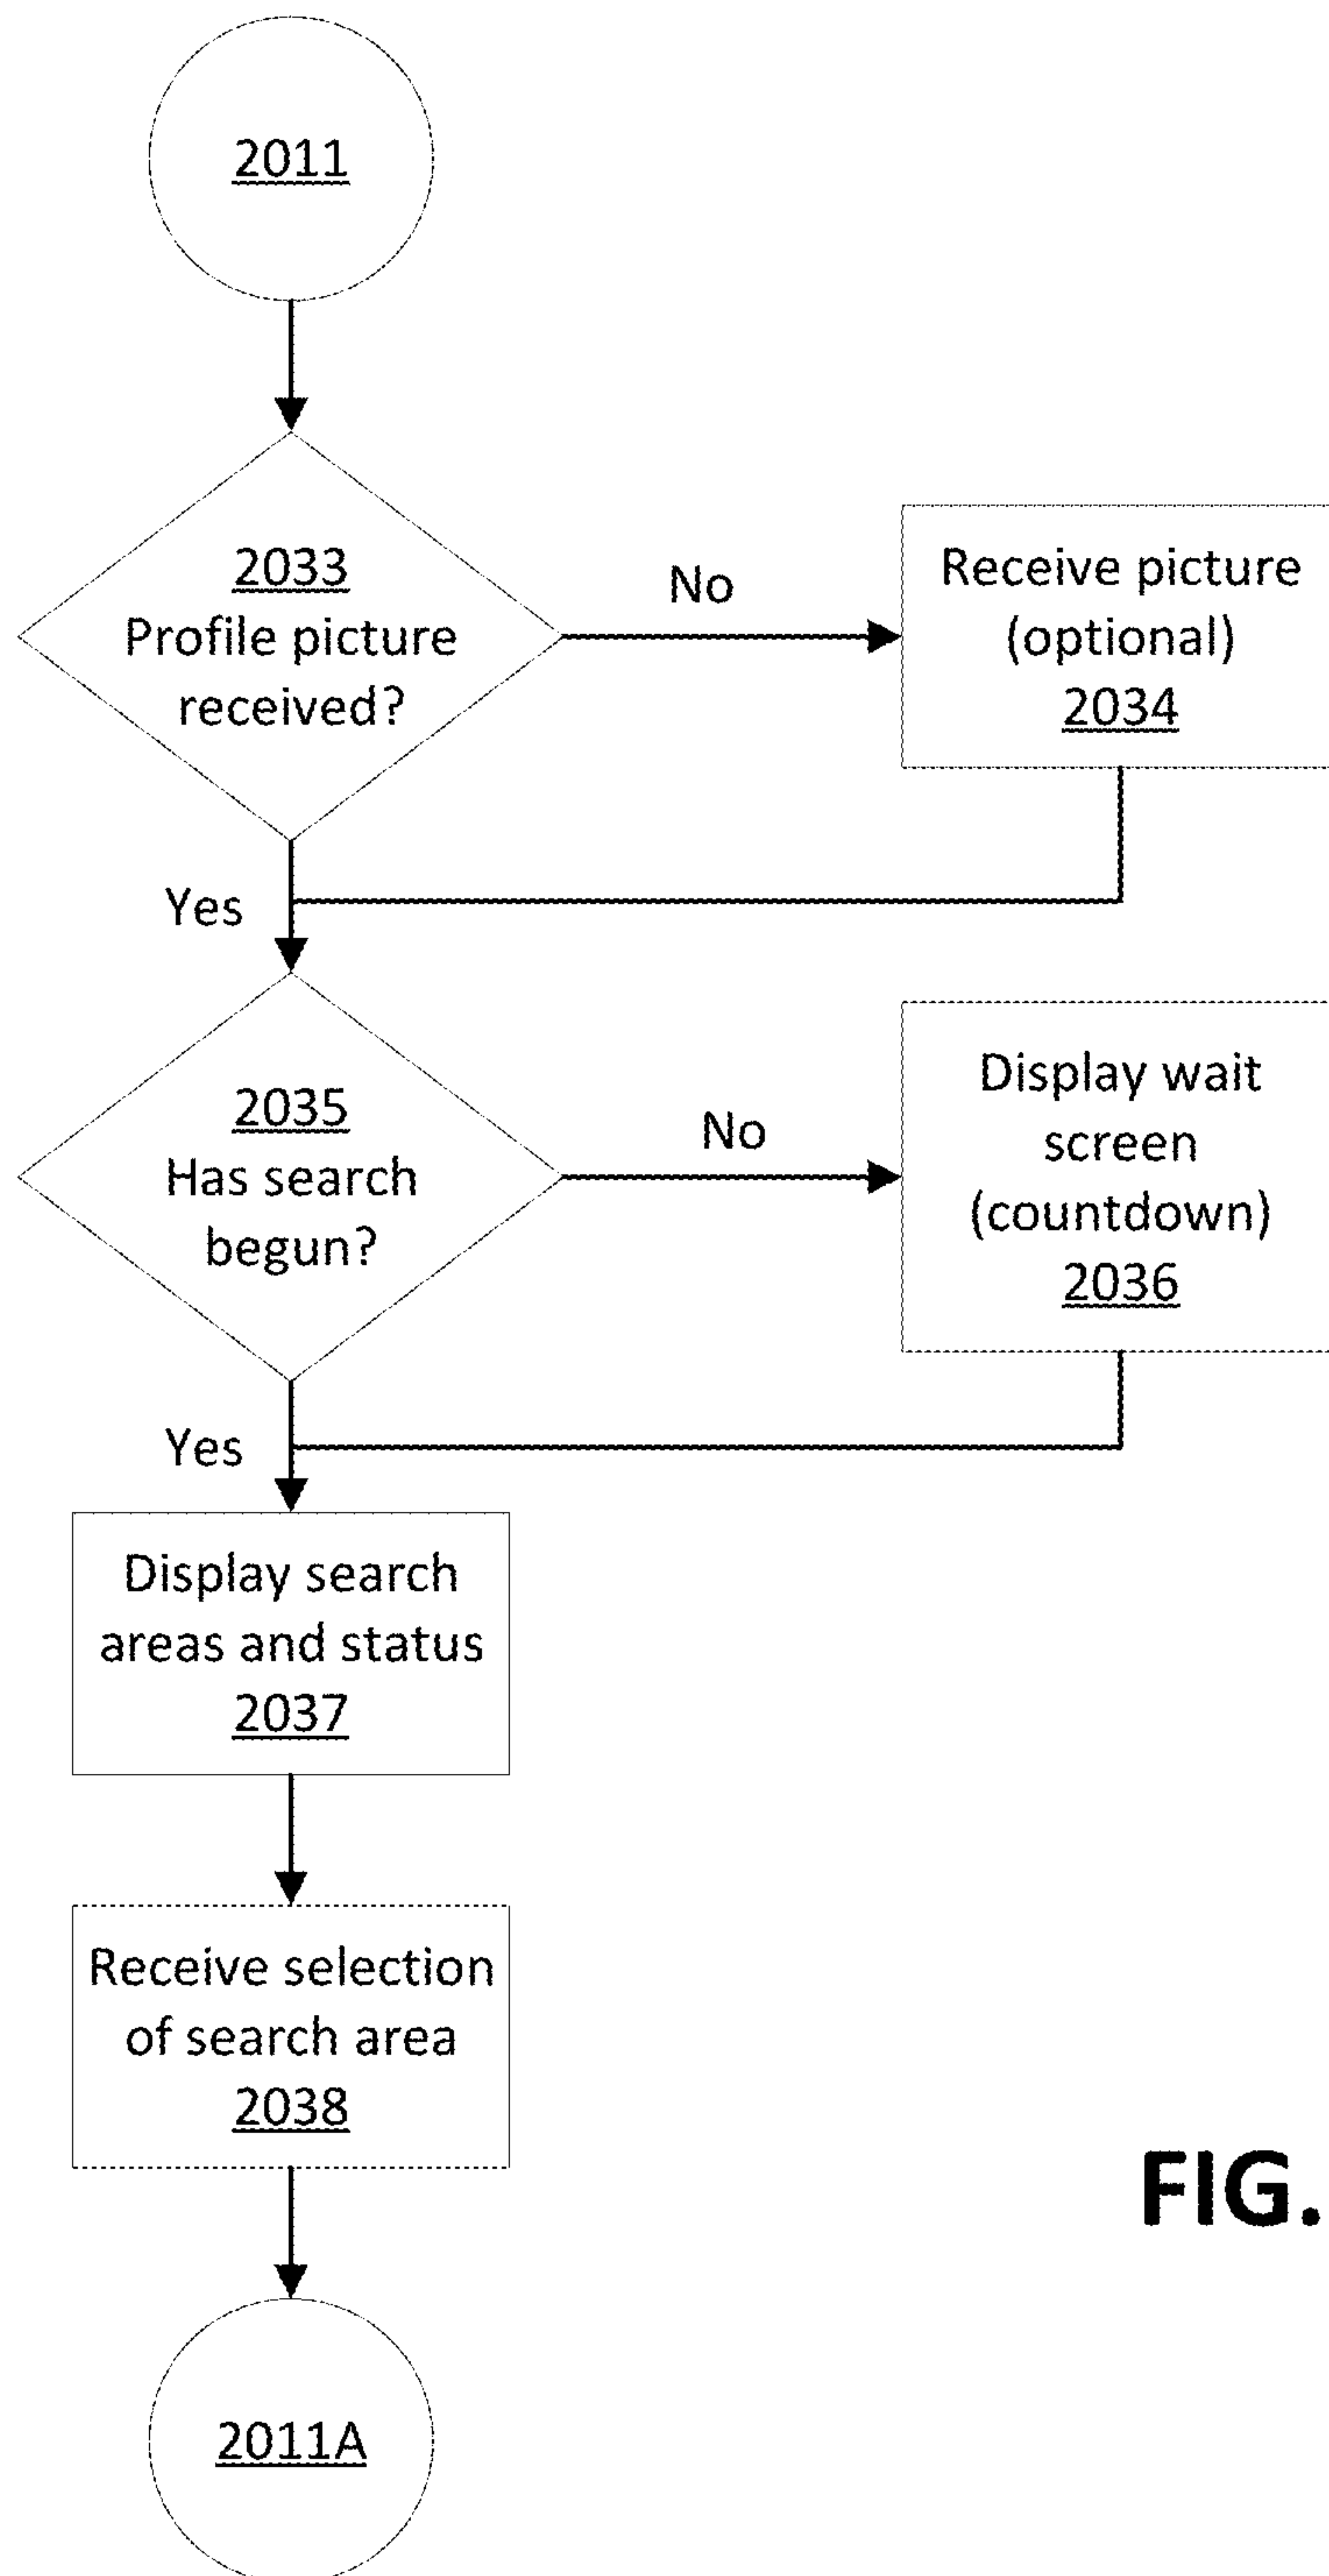 2011
2033
Profile picture
received?
No
Receive picture
(optional)
2034
Yes
2035
Has search
begun?
No
Display wait
screen
(countdown)
2036
Yes
Display search
areas and status
2037
Receive selection
of search area
2038
FIG.
2011A